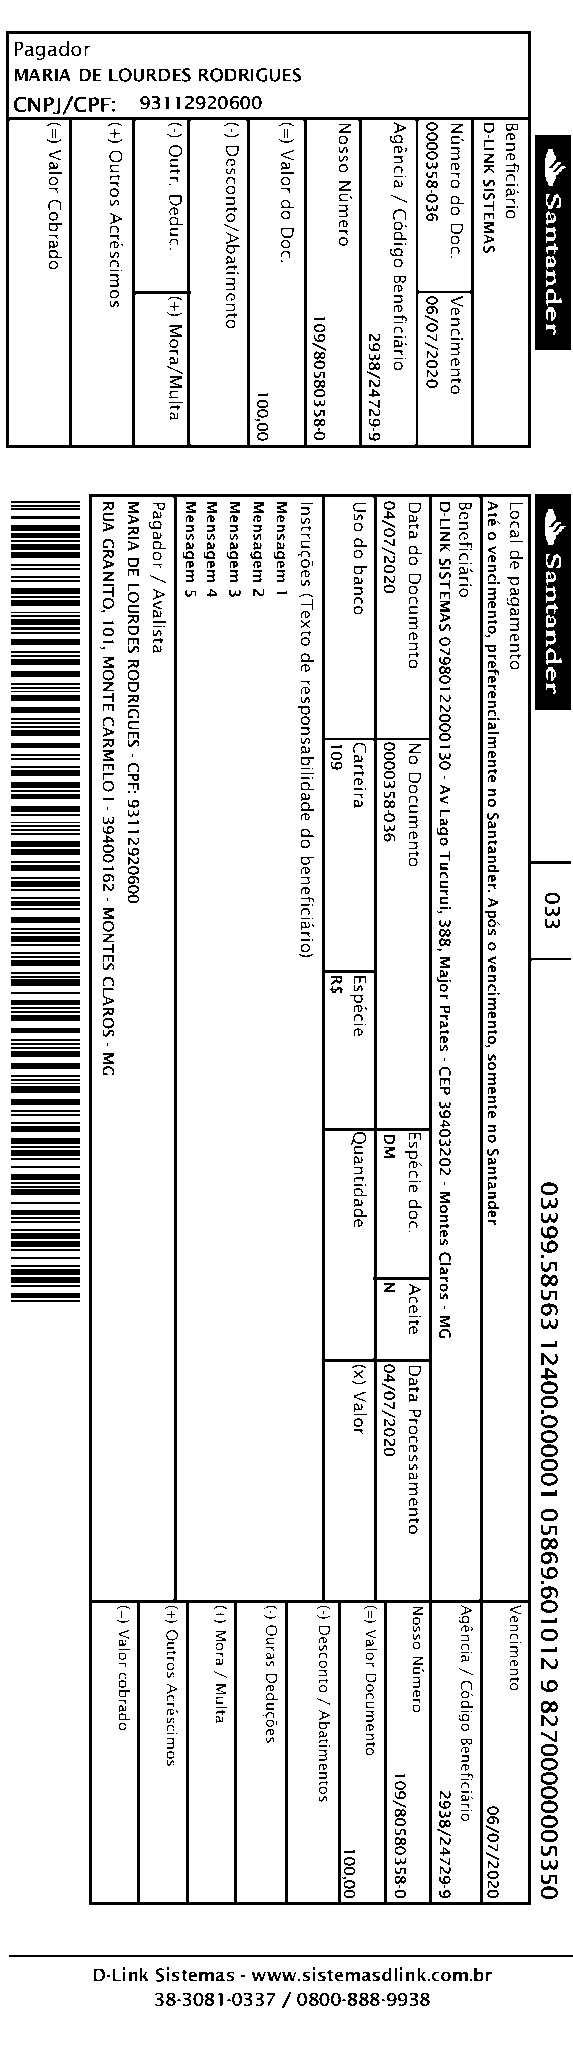 Pagador
MARIA DE LOURDES RODRIGUES
CNPJ/CPF: 93112920600
Santander
Beneficiário
D-LINK SISTEMAS
Número do Doc.
0000358-036
Vencimento
06/07/2020
Agência / Código Beneficiário
2938/24729-9
Nosso Número
109/80580358-0
(=) Valor do Doc.
100,00
(-) Desconto/Abatimento
(-) Outr. Deduc.
(+) Mora/Multa
(+) Outros Acréscimos
(=) Valor Cobrado
Santander
033
03399.58563 12400.000001 05869.601012 9 82700000005350
Local de pagamento
Até o vencimento, preferencialmente no Santander. Após o vencimento, somente no Santander
Vencimento
06/07/2020
Beneficiário
D-LINK SISTEMAS 07980122000130 - Av Lago Tucurui, 388, Major Prates - CEP 39403202 - Montes Claros - MG
Agência / Código Beneficiário
2938/24729-9
Data do Documento
04/07/2020
No Documento
0000358-036
Espécie doc.
DM
Aceite
N
Data Processamento
04/07/2020
Nosso Número
109/80580358-0
Uso do banco
Carteira
109
Espécie
R$
Quantidade
(x) Valor
(=) Valor Documento
100,00
Instruções (Texto de responsabilidade do beneficiário)
Mensagem 1
Mensagem 2
Mensagem 3
Mensagem 4
Mensagem 5
(-) Desconto / Abatimentos
(-) Ouras Deduções
(+) Mora / Multa
(+) Outros Acréscimos
(=) Valor cobrado
Pagador / Avalista
MARIA DE LOURDES RODRIGUES - CPF: 93112920600
RUA GRANITO, 101, MONTE CARMELO I - 39400162 - MONTES CLAROS - MG
D-Link Sistemas - www.sistemasdlink.com.br
38-3081-0337 / 0800-888-9938